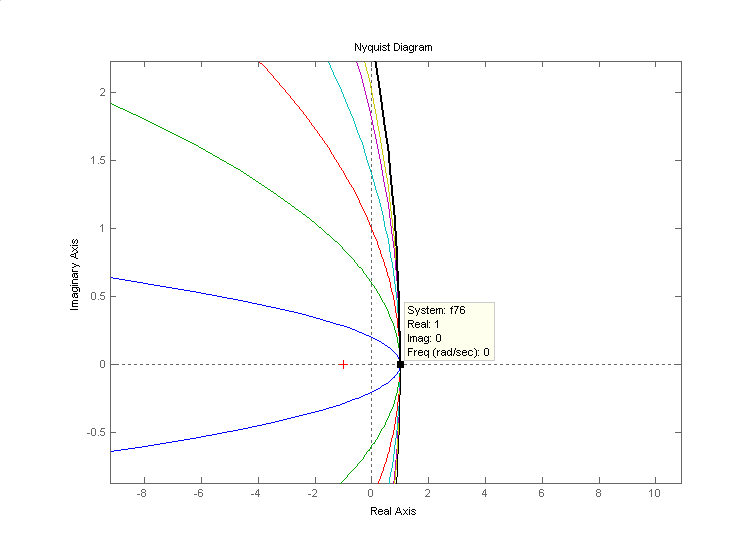 Nyquist Diagram
2
1.5
1
0.5
0
-0.5
Imaginary Axis
System: f76
Real: 1
Imag: 0
Freq (rad/sec): 0
-8 -6 -4 -2 0 2 4 6 8 10
Real Axis